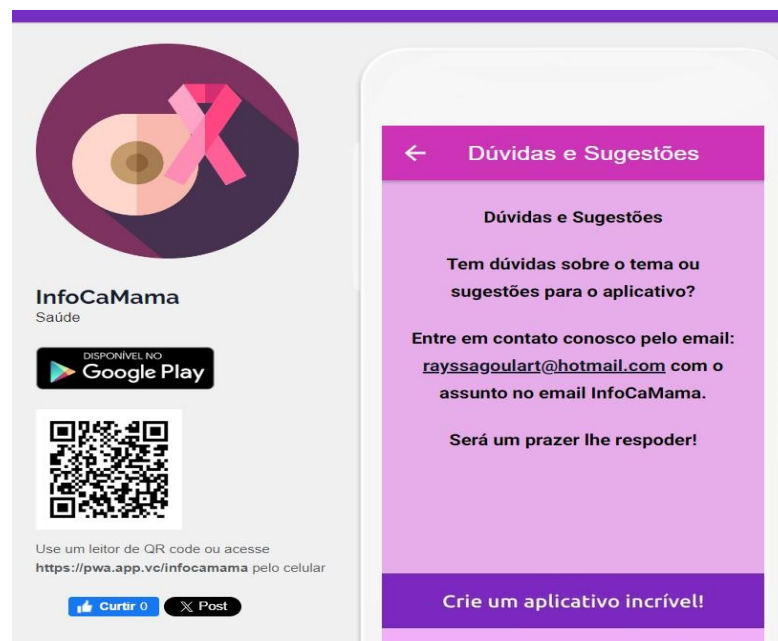 InfoCaMama
Saúde
DISPONÍVEL NO
Google Play
Use um leitor de QR code ou acesse
https://pwa.app.vc/infocamama pelo celular
Curtir 0
X Post
Dúvidas e Sugestões
Dúvidas e Sugestões
Tem dúvidas sobre o tema ou
sugestões para o aplicativo?
Entre em contato conosco pelo email:
rayssagoulart@hotmail.com com o
assunto no email InfoCaMama.
Será um prazer lhe respoder!
Crie um aplicativo incrível!